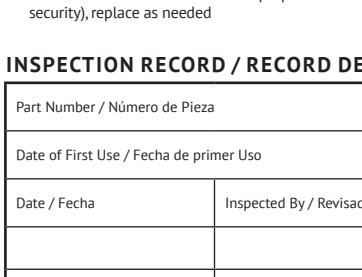 security), replace as needed
INSPECTION RECORD / RECORD DE
Part Number / Número de Pieza
Date of First Use / Fecha de primer Uso
Date / Fecha Inspected By / Revisad